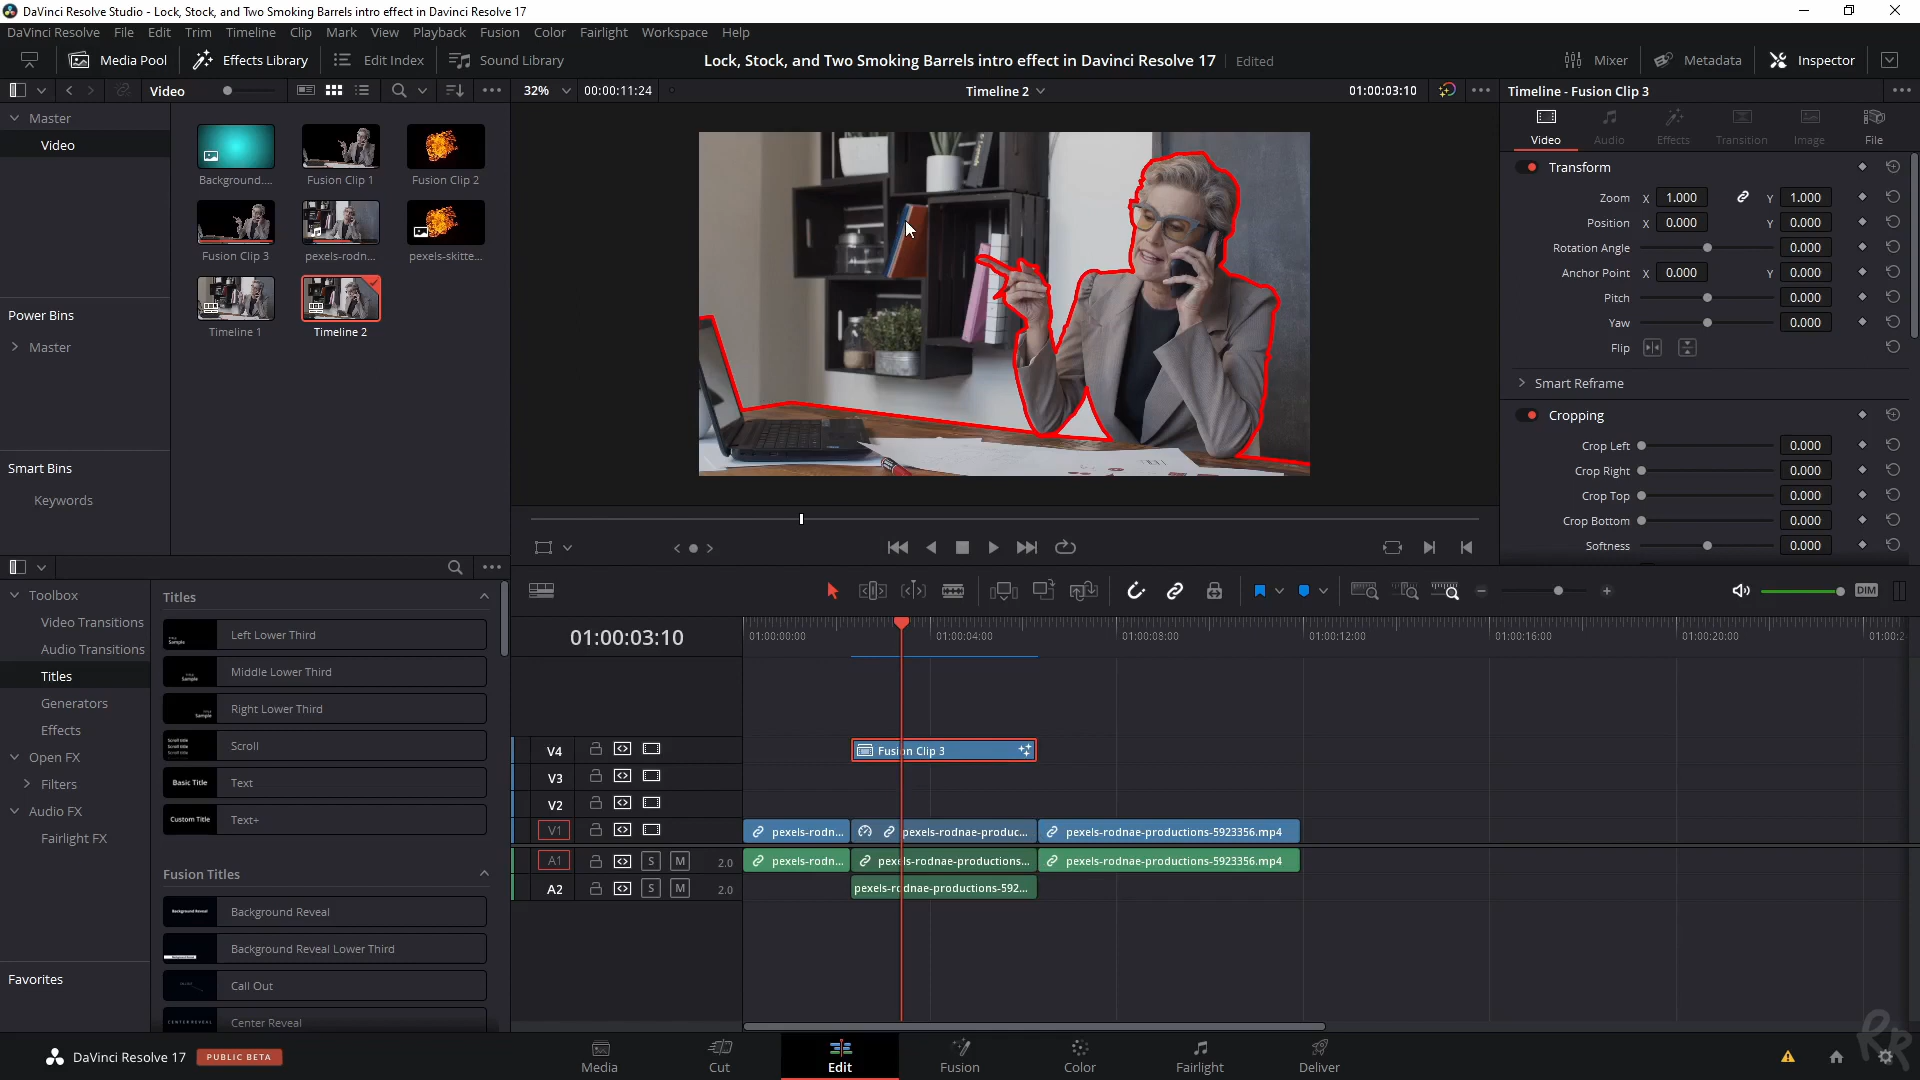 DaVinci Resolve Studio - Lock, Stock, and Two Smoking Barrels intro effect in Davinci Resolve 17
DaVinci Resolve File Edit Trim Timeline Clip Mark View Playback Fusion Color Fairlight Workspace Help
Media Pool Effects Library Edit Index Sound Library Lock, Stock, and Two Smoking Barrels intro effect in Davinci Resolve 17 Edited Mixer Metadata Inspector
Video 32% 00:00:11:24 Timeline 2 01:00:03:10 Timeline - Fusion Clip 3
Master
Video
Power Bins
Master
Smart Bins
Keywords
Background....
Fusion Clip 1
Fusion Clip 2
Fusion Clip 3
pexels-rodn...
pexels-skitte...
Timeline 1
Timeline 2
Video Audio Effects Transition Image File
Transform
Zoom X 1.000 Y 1.000
Position X 0.000 Y 0.000
Rotation Angle 0.000
Anchor Point X 0.000 Y 0.000
Pitch 0.000
Yaw 0.000
Flip
Smart Reframe
Cropping
Crop Left 0.000
Crop Right 0.000
Crop Top 0.000
Crop Bottom 0.000
Softness 0.000
Toolbox
Video Transitions
Audio Transitions
Titles
Generators
Effects
Open FX
Filters
Audio FX
Fairlight FX
Favorites
Titles
Left Lower Third
Middle Lower Third
Right Lower Third
Scroll
Basic Title Text
Custom Title Text+
Fusion Titles
Background Reveal Background Reveal
Background Reveal Lower Third
Call Out
CENTER REVEAL Center Reveal
DIM
01:00:03:10
01:00:00:00 01:00:04:00 01:00:08:00 01:00:12:00 01:00:16:00 01:00:20:00 01:00:2
V4 Fusion Clip 3
V3
V2
V1 pexels-rodn... pexels-rodnae-produc... pexels-rodnae-productions-5923356.mp4
A1 S M 2.0 pexels-rodn... pexels-rodnae-productions... pexels-rodnae-productions-5923356.mp4
A2 S M 2.0 pexels-rodnae-productions-592...
DaVinci Resolve 17 PUBLIC BETA
Media Cut Edit Fusion Color Fairlight Deliver
RR